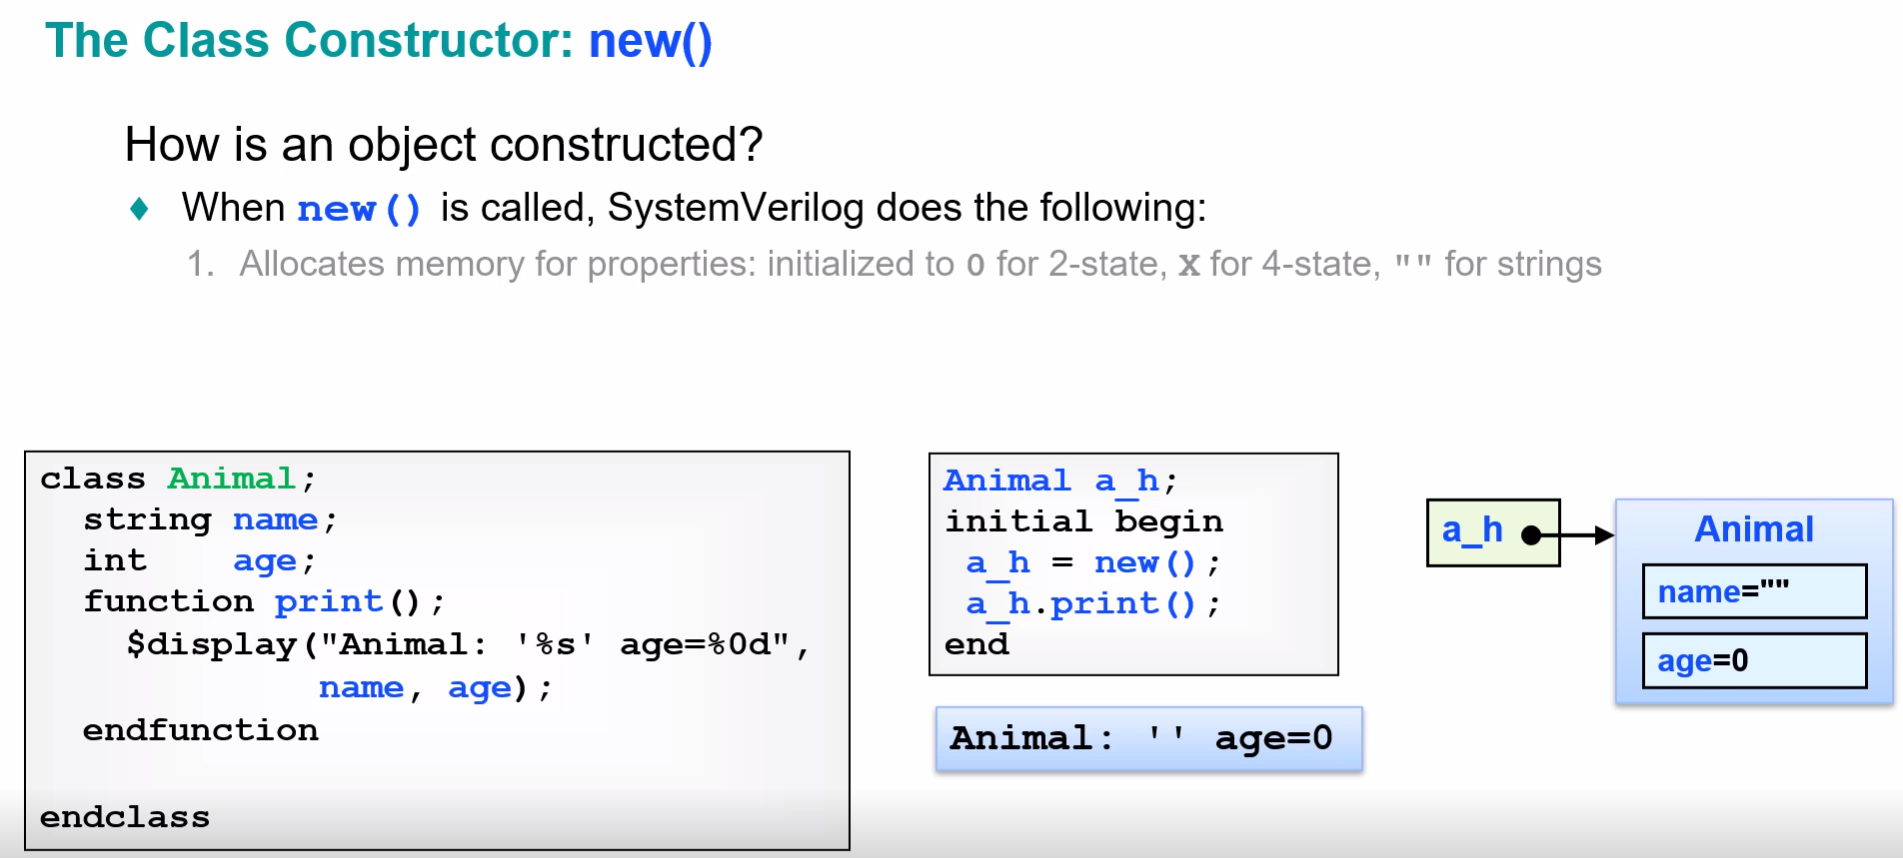 The Class Constructor: new()
How is an object constructed?
♦ When new() is called, SystemVerilog does the following:
1. Allocates memory for properties: initialized to 0 for 2-state, X for 4-state, "" for strings
class Animal;
string name;
int age;
function print();
$display("Animal: '%s' age=%0d",
name, age);
endfunction
endclass
Animal a_h;
initial begin
a_h = new();
a_h.print();
end
Animal: '' age=0
a_h
Animal
name=""
age=0